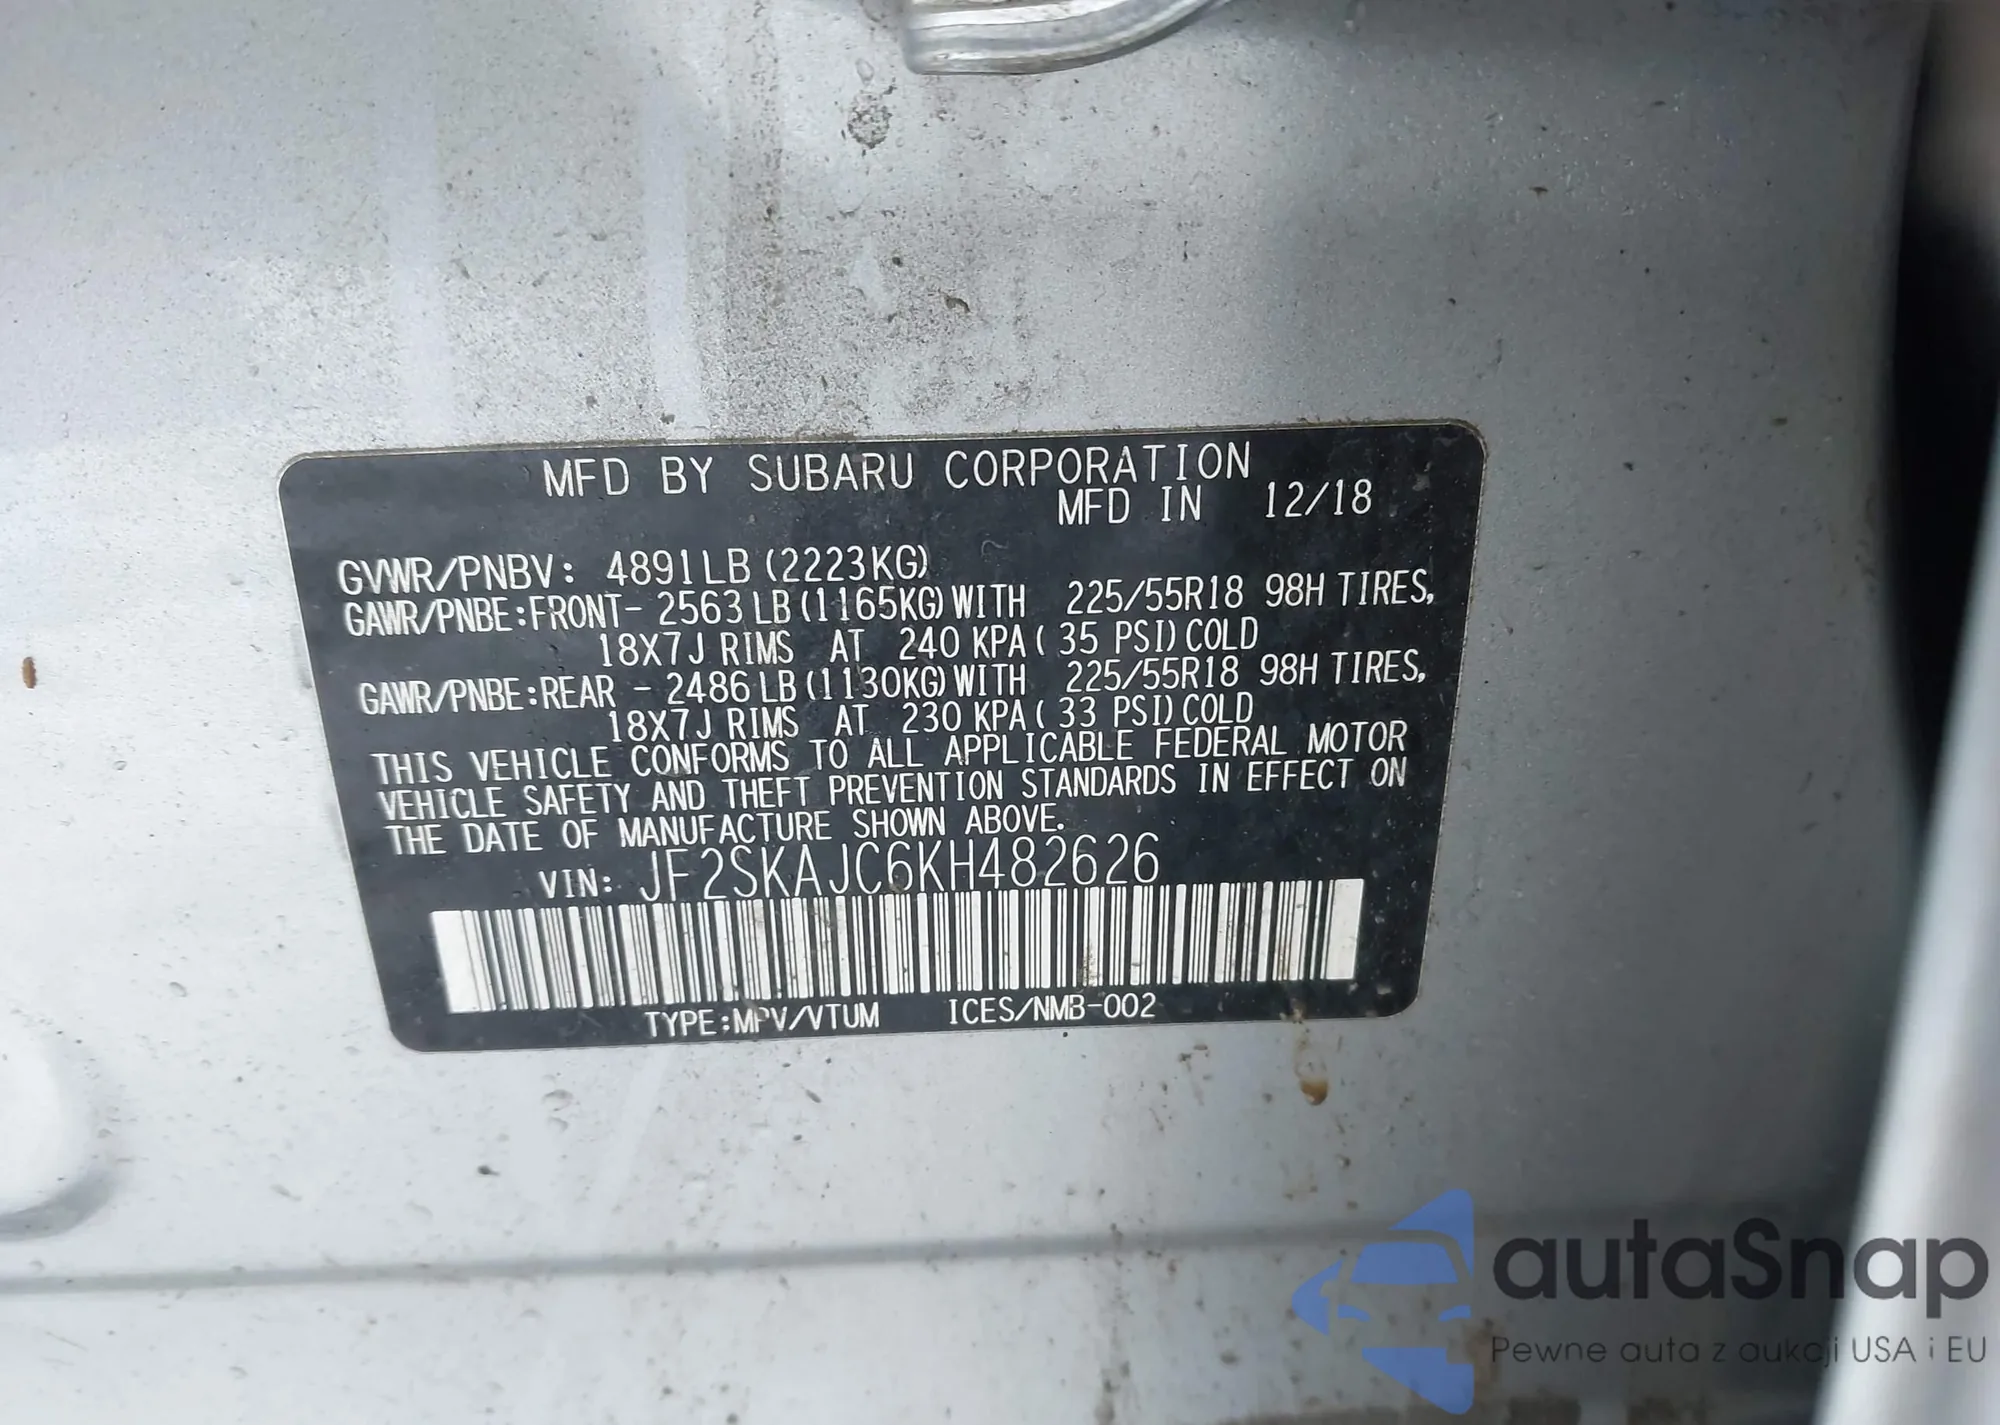 MFD BY SUBARU CORPORATION
MFD IN 12/18
GVWR/PNBV: 4891LB (2223KG)
GAWR/PNBE:FRONT- 2563 LB (1165KG) WITH 225/55R18 98H TIRES,
18X7J RIMS AT 240 KPA ( 35 PSI) COLD
GAWR/PNBE:REAR - 2486 LB (1130KG) WITH 225/55R18 98H TIRES,
18X7J RIMS AT 230 KPA ( 33 PSI) COLD
THIS VEHICLE CONFORMS TO ALL APPLICABLE FEDERAL MOTOR
VEHICLE SAFETY AND THEFT PREVENTION STANDARDS IN EFFECT ON
THE DATE OF MANUFACTURE SHOWN ABOVE.
VIN: JF2SKAJC6KH482626
TYPE:MPV/VTUM ICES/NMB-002
autaSnap
Pewne auta z aukcji USA i EU